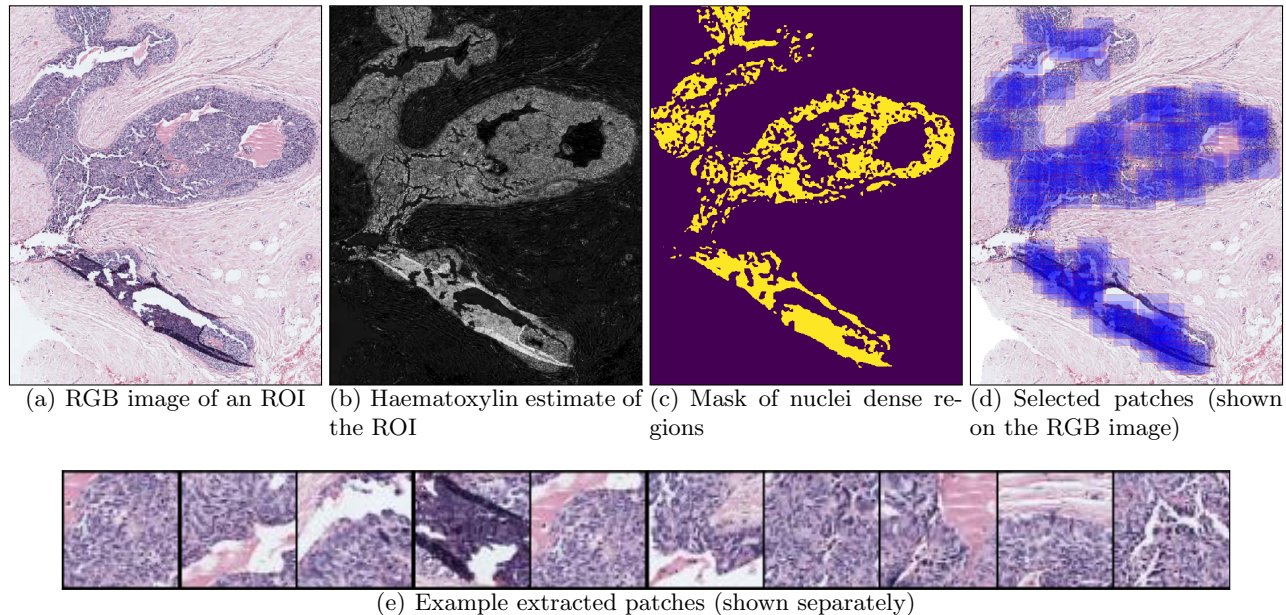 (a) RGB image of an ROI
(b) Haematoxylin estimate of
the ROI
(c) Mask of nuclei dense re-
gions
(d) Selected patches (shown
on the RGB image)
(e) Example extracted patches (shown separately)